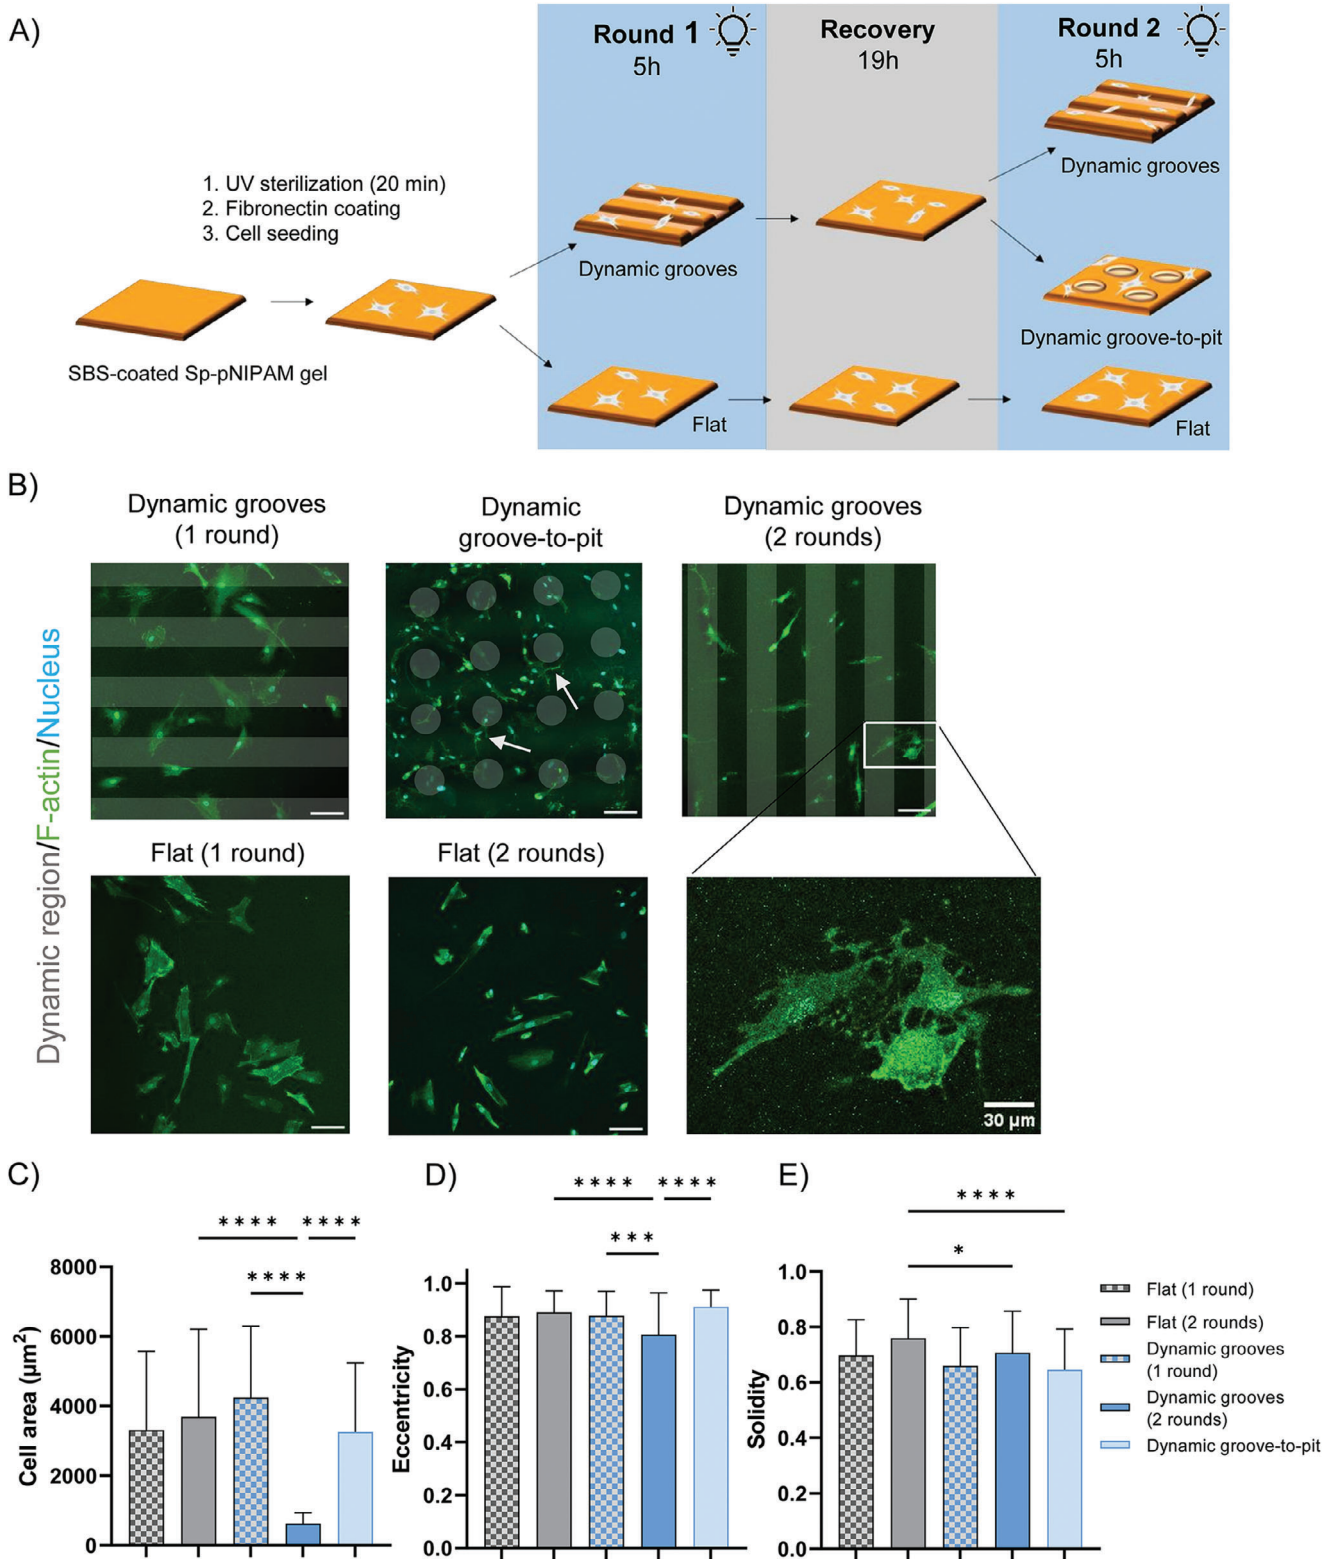 A)
Round 1
5h
Recovery
19h
Round 2
5h
1. UV sterilization (20 min)
2. Fibronectin coating
3. Cell seeding
SBS-coated Sp-pNIPAM gel
Dynamic grooves
Flat
Dynamic grooves
Dynamic groove-to-pit
Flat
B)
Dynamic region/F-actin/Nucleus
Dynamic grooves
(1 round)
Dynamic
groove-to-pit
Dynamic grooves
(2 rounds)
Flat (1 round)
Flat (2 rounds)
30 µm
C)
Cell area (µm²)
8000
6000
4000
2000
0
****
****
****
D)
Eccentricity
1.0
0.8
0.6
0.4
0.2
0.0
****
****
***
E)
Solidity
1.0
0.8
0.6
0.4
0.2
0.0
****
*
Flat (1 round)
Flat (2 rounds)
Dynamic grooves
(1 round)
Dynamic grooves
(2 rounds)
Dynamic groove-to-pit